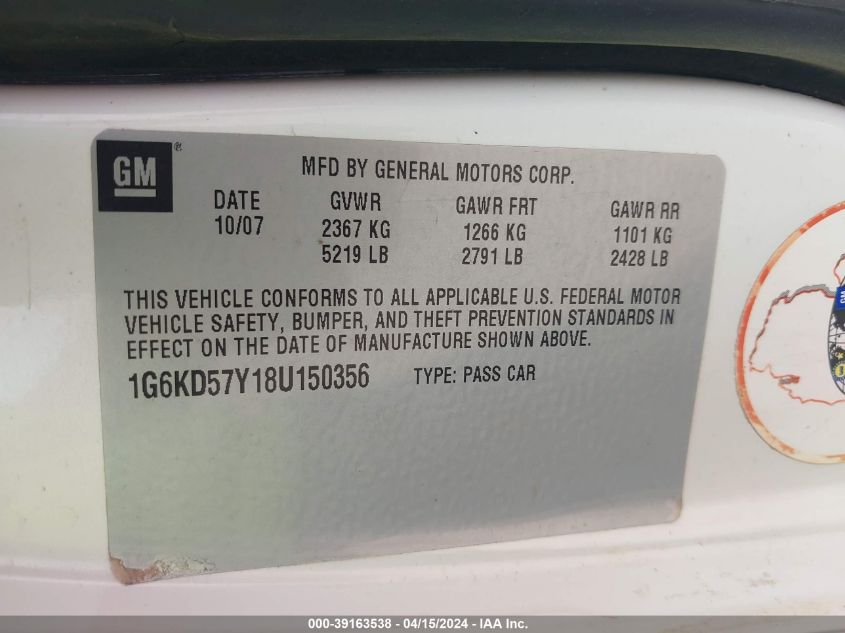 GM®
MFD BY GENERAL MOTORS CORP.
DATE GVWR GAWR FRT GAWR RR
10/07 2367 KG 1266 KG 1101 KG
5219 LB 2791 LB 2428 LB
THIS VEHICLE CONFORMS TO ALL APPLICABLE U.S. FEDERAL MOTOR
VEHICLE SAFETY, BUMPER, AND THEFT PREVENTION STANDARDS IN
EFFECT ON THE DATE OF MANUFACTURE SHOWN ABOVE.
1G6KD57Y18U150356 TYPE: PASS CAR
GM
000-39163538 - 04/15/2024 - IAA Inc.